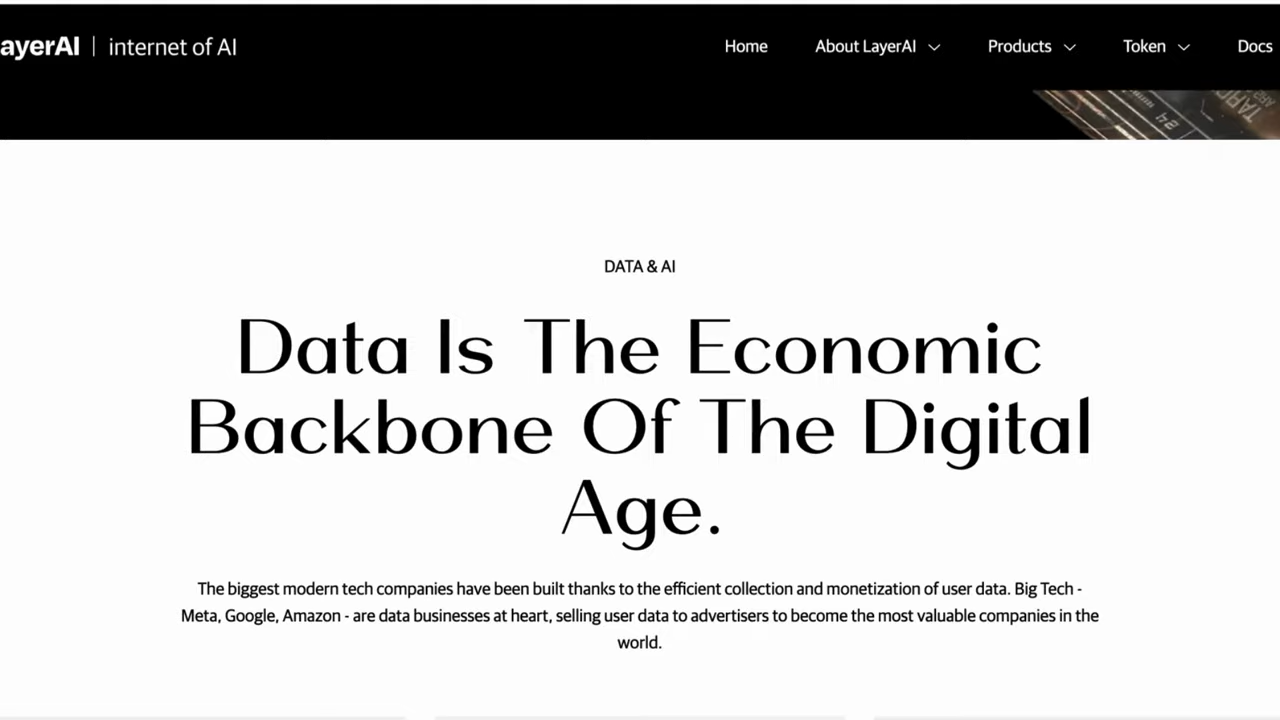 ayerAI | internet of AI Home About LayerAI Products Token Docs
DATA & AI
Data Is The Economic
Backbone Of The Digital
Age.
The biggest modern tech companies have been built thanks to the efficient collection and monetization of user data. Big Tech -
Meta, Google, Amazon - are data businesses at heart, selling user data to advertisers to become the most valuable companies in the
world.